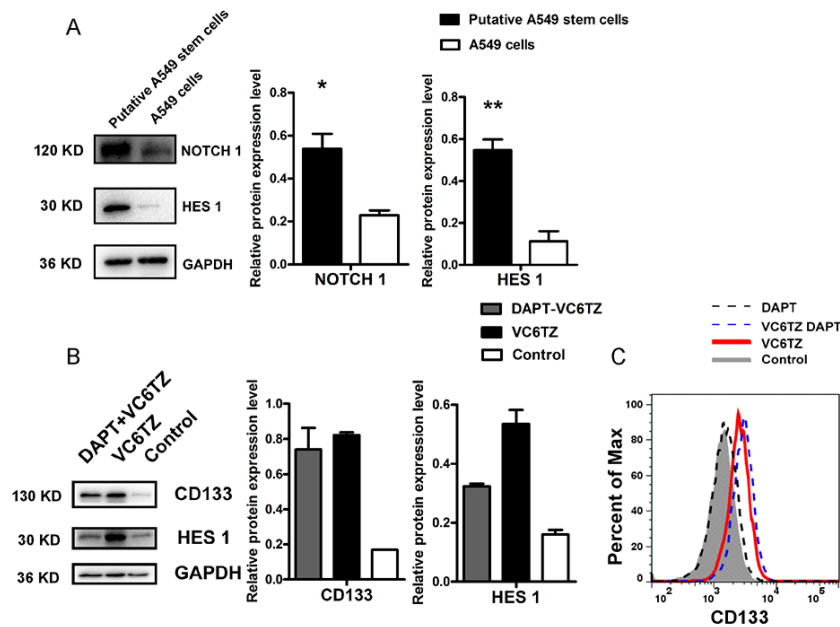 A
Putative A549 stem cells
A549 cells
120 KD
NOTCH 1
30 KD
HES 1
36 KD
GAPDH
Putative A549 stem cells
A549 cells
Relative protein expression level
0.8
0.6
0.4
0.2
0.0
*
NOTCH 1
Relative protein expression level
0.8
0.6
0.4
0.2
0.0
**
HES 1
B
DAPT+VC6TZ
VC6TZ
Control
130 KD
CD133
30 KD
HES 1
36 KD
GAPDH
DAPT-VC6TZ
VC6TZ
Control
Relative protein expression level
1.0
0.8
0.6
0.4
0.2
0.0
CD133
Relative protein expression level
0.6
0.4
0.2
0.0
HES 1
C
DAPT
VC6TZ DAPT
VC6TZ
Control
Percent of Max
100
80
60
40
20
0
10²
10³
10⁴
10⁵
CD133